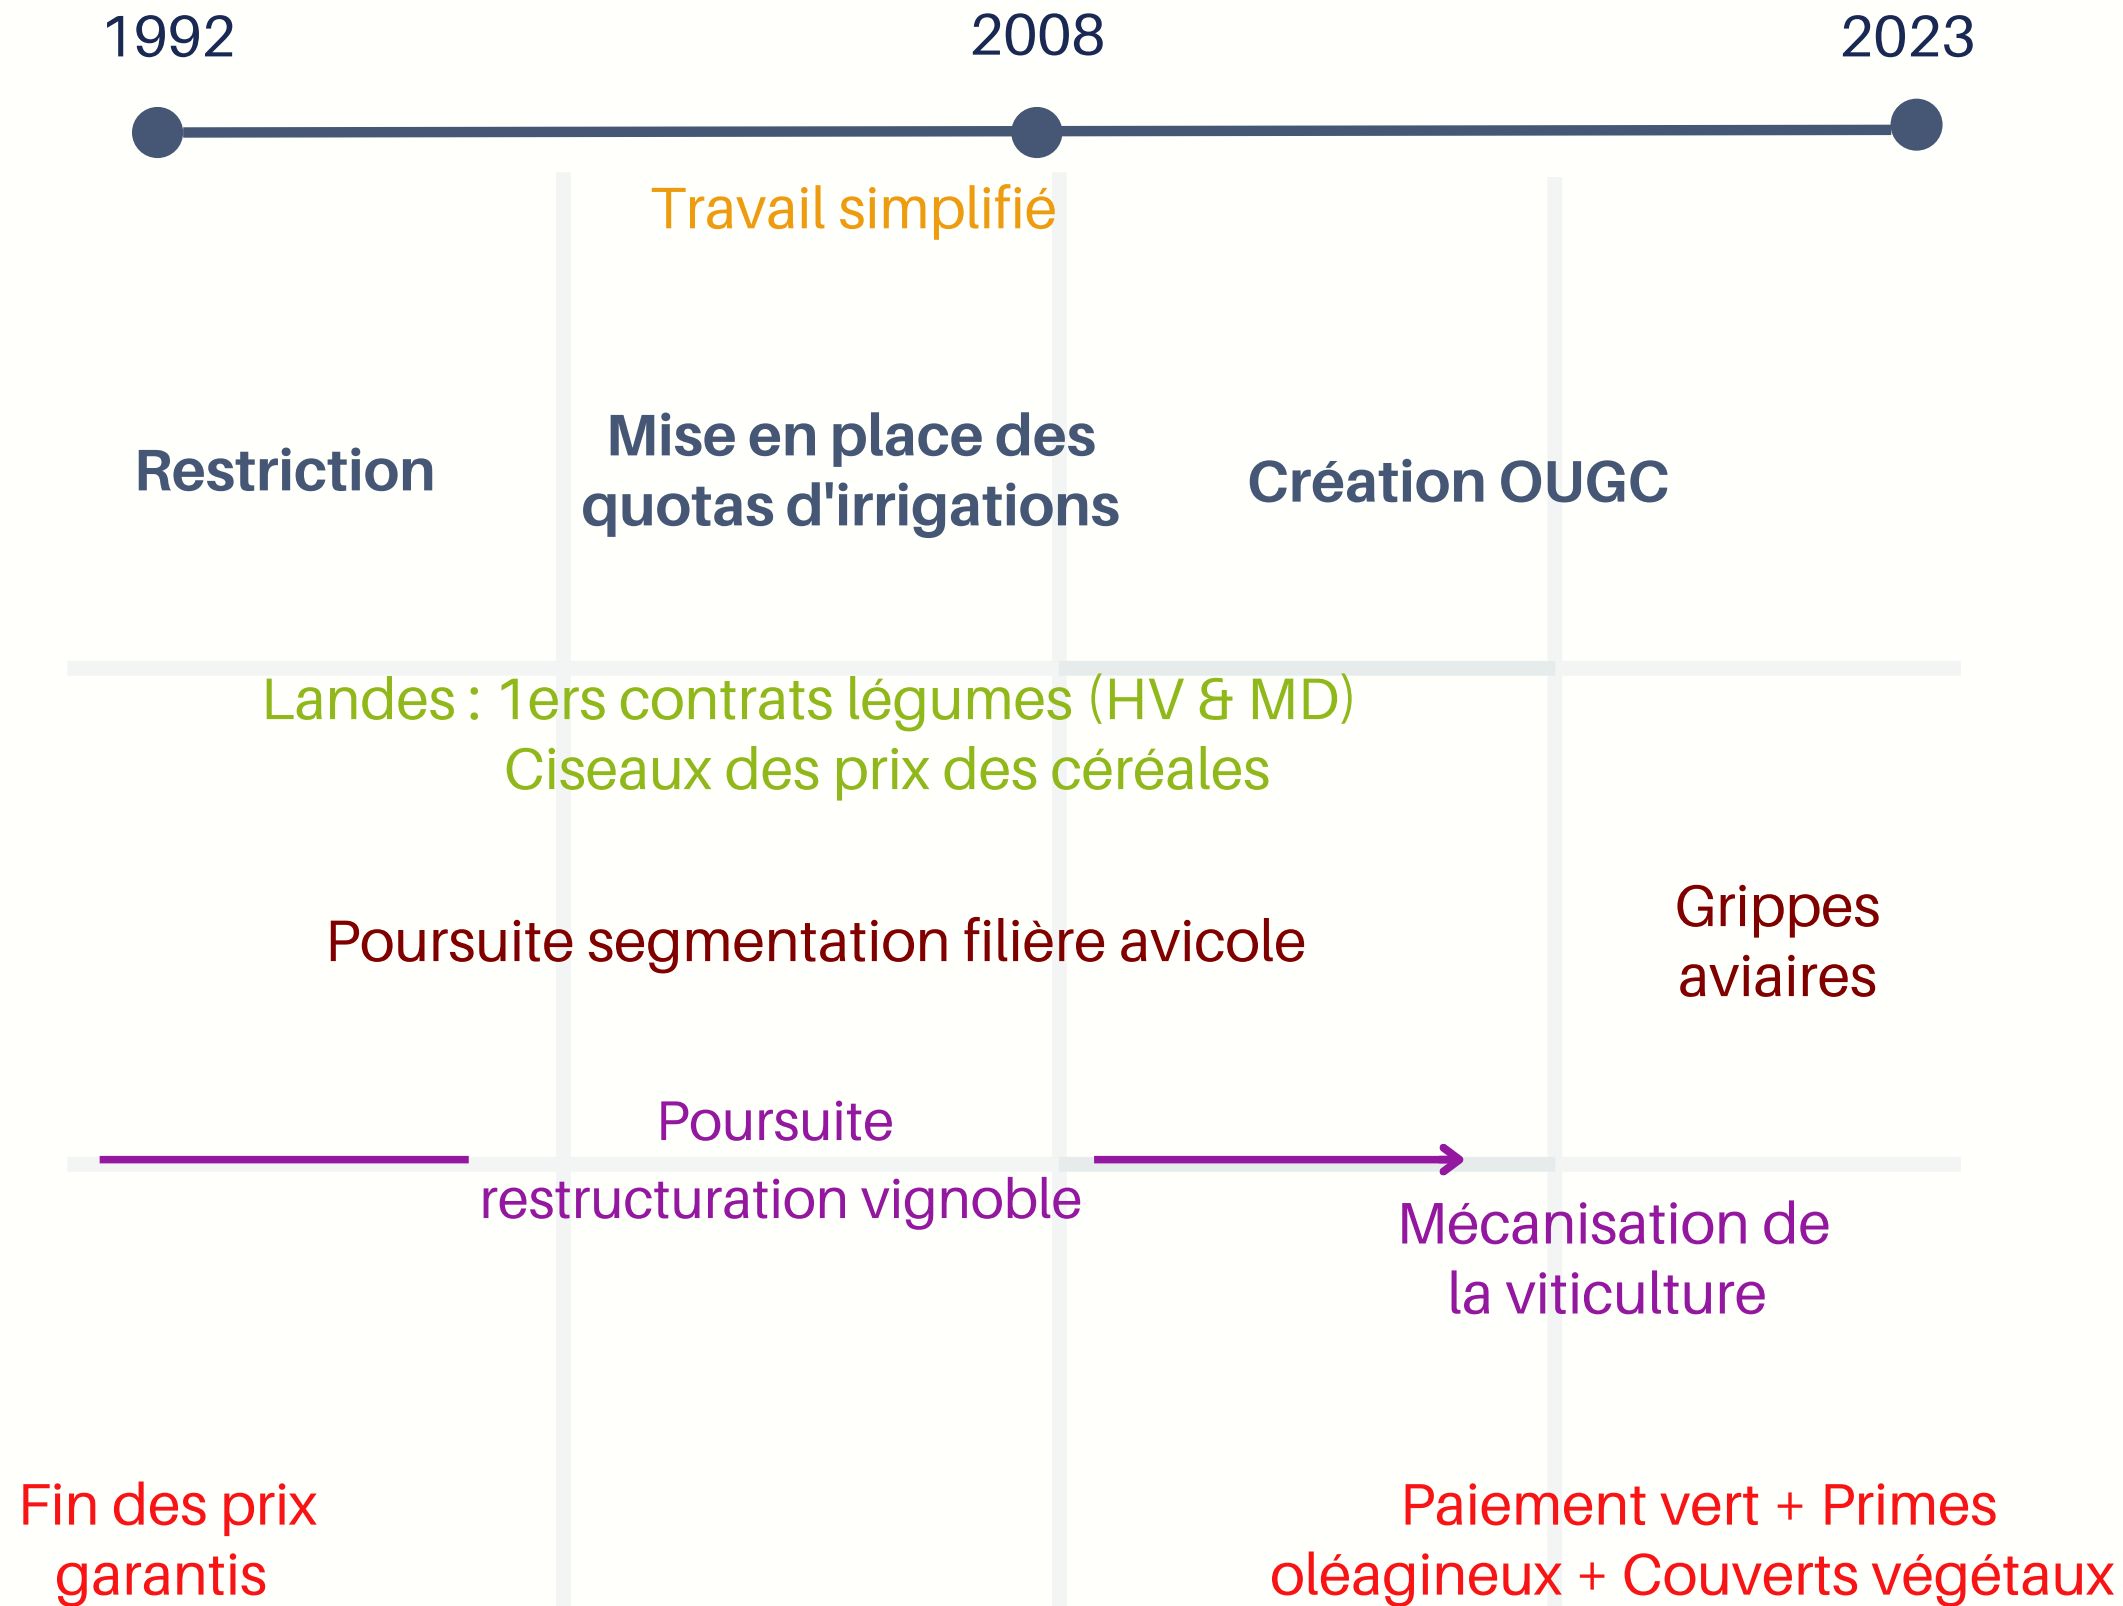 1992
2008
2023
Travail simplifié
Restriction
Mise en place des
quotas d'irrigations
Création OUGC
Landes : 1ers contrats légumes (HV & MD)
Ciseaux des prix des céréales
Poursuite segmentation filière avicole
Grippes
aviaires
Poursuite
restructuration vignoble
Mécanisation de
la viticulture
Fin des prix
garantis
Paiement vert + Primes
oléagineux + Couverts végétaux